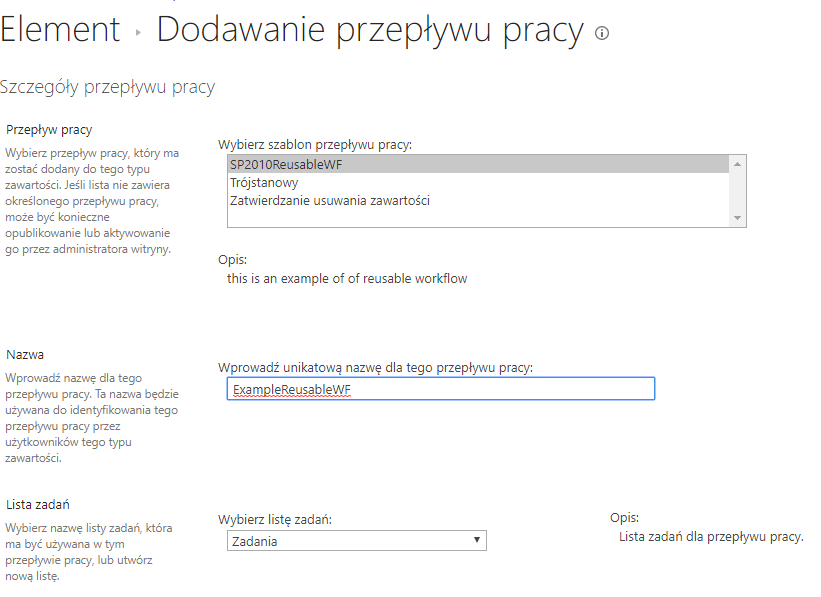 Element ▸ Dodawanie przepływu pracy
Szczegóły przepływu pracy
Przepływ pracy
Wybierz przepływ pracy, który ma
zostać dodany do tego typu
zawartości. Jeśli lista nie zawiera
określonego przepływu pracy,
może być konieczne
opublikowanie lub aktywowanie
go przez administratora witryny.
Wybierz szablon przepływu pracy:
SP2010ReusableWF
Trójstanowy
Zatwierdzanie usuwania zawartości
Opis:
this is an example of of reusable workflow
Nazwa
Wprowadź nazwę dla tego
przepływu pracy. Ta nazwa będzie
używana do identyfikowania tego
przepływu pracy przez
użytkowników tego typu
zawartości.
Wprowadź unikatową nazwę dla tego przepływu pracy:
ExampleReusableWF
Lista zadań
Wybierz nazwę listy zadań, która
ma być używana w tym
przepływie pracy, lub utwórz
nową listę.
Wybierz listę zadań:
Zadania
Opis:
Lista zadań dla przepływu pracy.